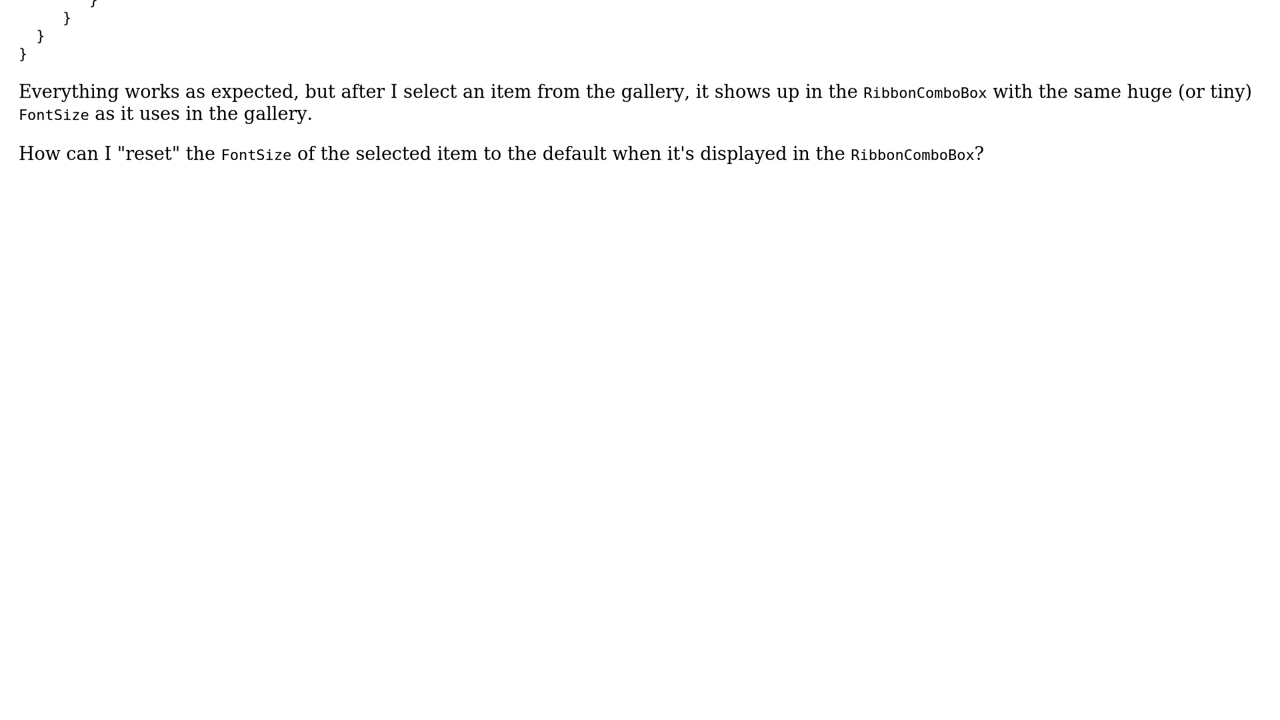 }
}
}
}
Everything works as expected, but after I select an item from the gallery, it shows up in the RibbonComboBox with the same huge (or tiny)
FontSize as it uses in the gallery.
How can I "reset" the FontSize of the selected item to the default when it's displayed in the RibbonComboBox?